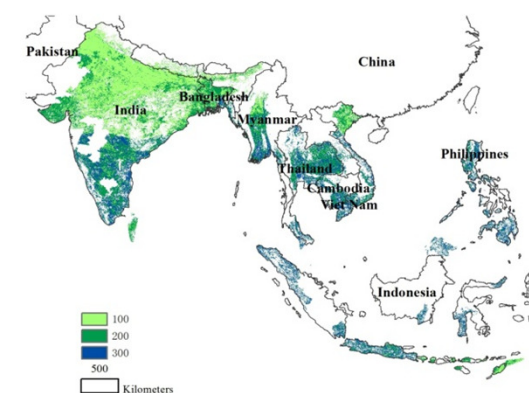 China
Pakistan
India
Bangladesh
Myanmar
Philippines
Thailand
Cambodia
Viet Nam
Indonesia
100
200
300
500
Kilometers